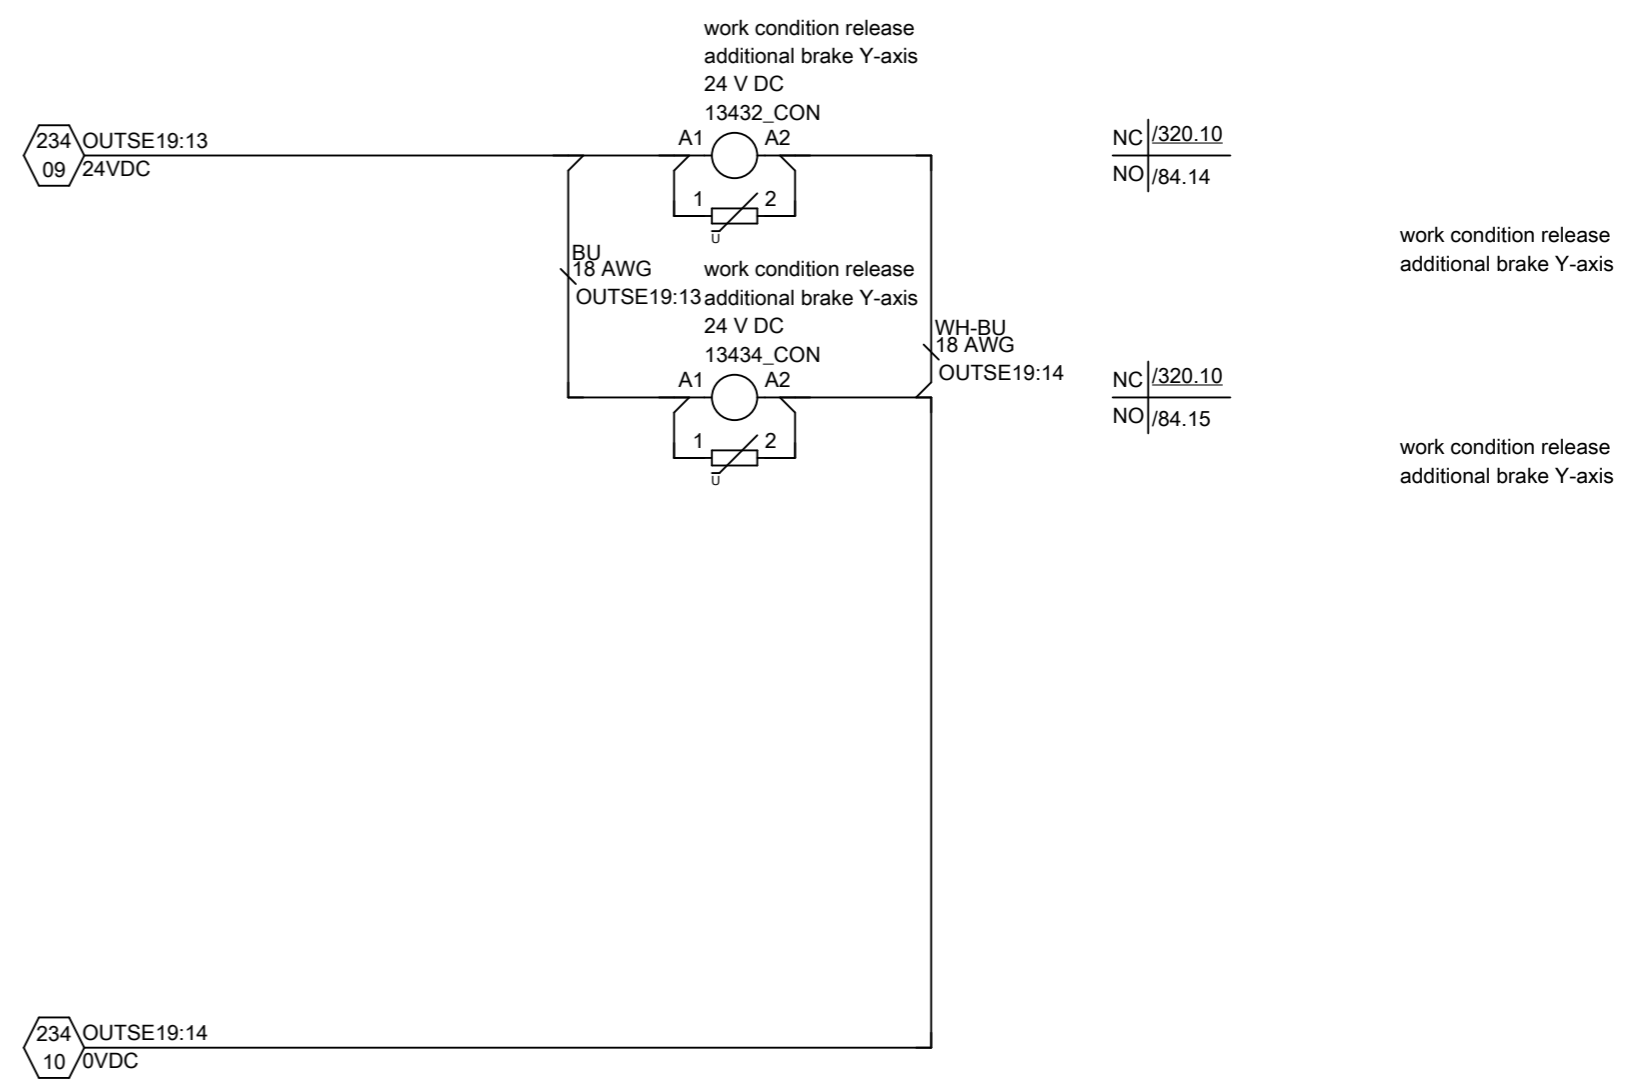 work condition release
additional brake Y-axis
24 V DC
13432_CON
234
09
OUTSE19:13
24VDC
A1
A2
1
2
U
NC
/320.10
NO
/84.14
work condition release
additional brake Y-axis
BU
18 AWG
OUTSE19:13
work condition release
additional brake Y-axis
24 V DC
13434_CON
WH-BU
18 AWG
OUTSE19:14
A1
A2
1
2
U
NC
/320.10
NO
/84.15
work condition release
additional brake Y-axis
234
10
OUTSE19:14
0VDC